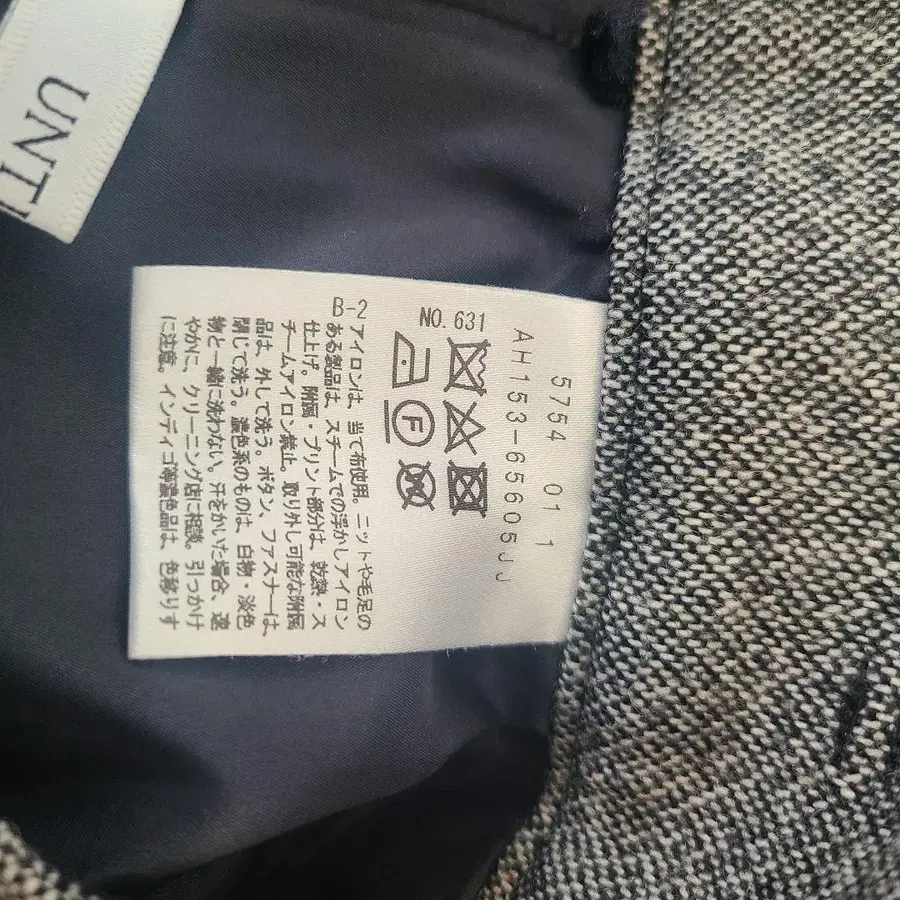 UNT
5754 01 1
AH153-65605JJ
NO. 631
F
B-2
アイロンは、当て布使用。ニットや毛足の
ある製品は、スチームでの浮かしアイロン
仕上げ。附属・プリント部分は、乾熱・ス
チームアイロン禁止。取り外し可能な附属
品は、外して洗う。ボタン、ファスナーは、
閉じて洗う。濃色系のものは、白物・淡色
物と一緒に洗わない。汗をかいた場合、速
やかに、クリーニング店に相談。引っかけ
に注意。インディゴ等濃色品は、色移りす